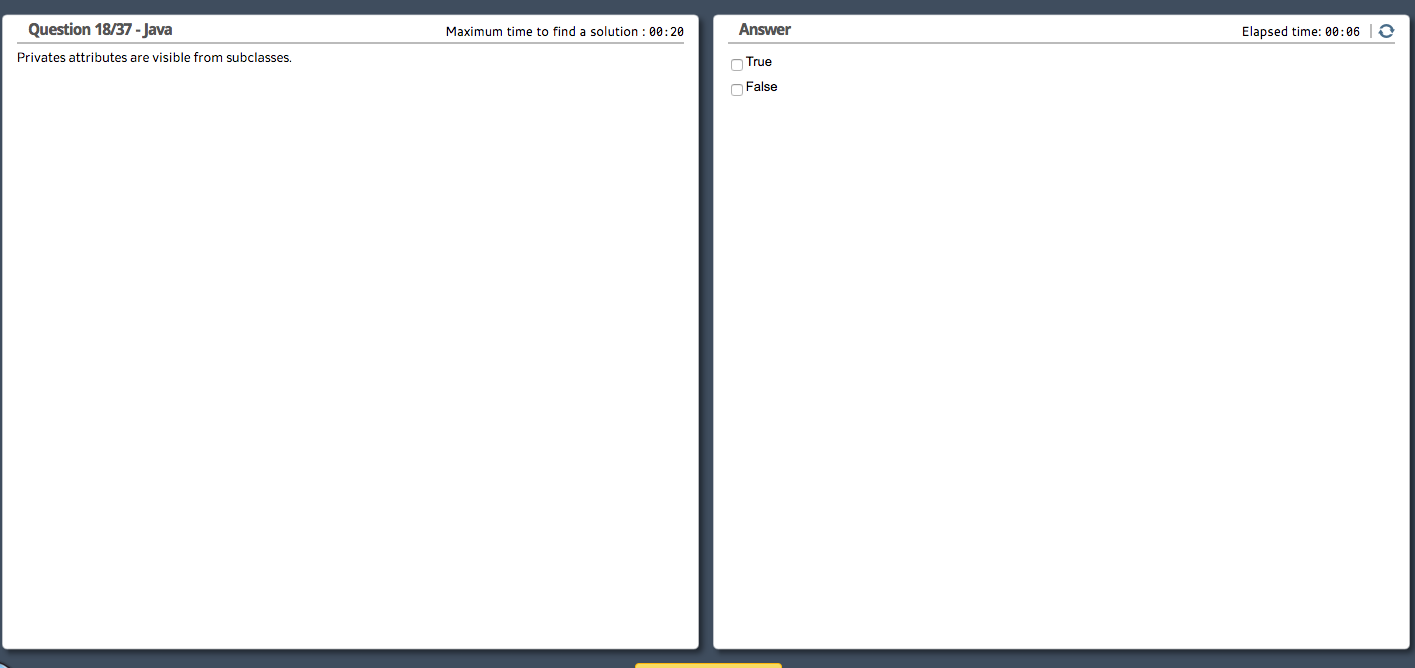 Question 18/37 - Java
Maximum time to find a solution : 00:20
Privates attributes are visible from subclasses.
Answer
Elapsed time: 00:06
True
False